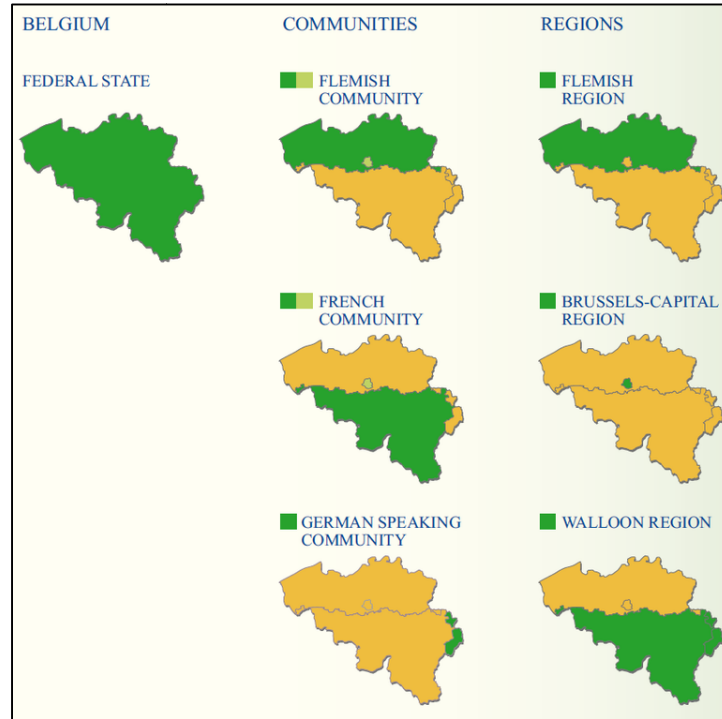 BELGIUM
COMMUNITIES
REGIONS
FEDERAL STATE
FLEMISH
COMMUNITY
FLEMISH
REGION
FRENCH
COMMUNITY
BRUSSELS-CAPITAL
REGION
GERMAN SPEAKING
COMMUNITY
WALLOON REGION